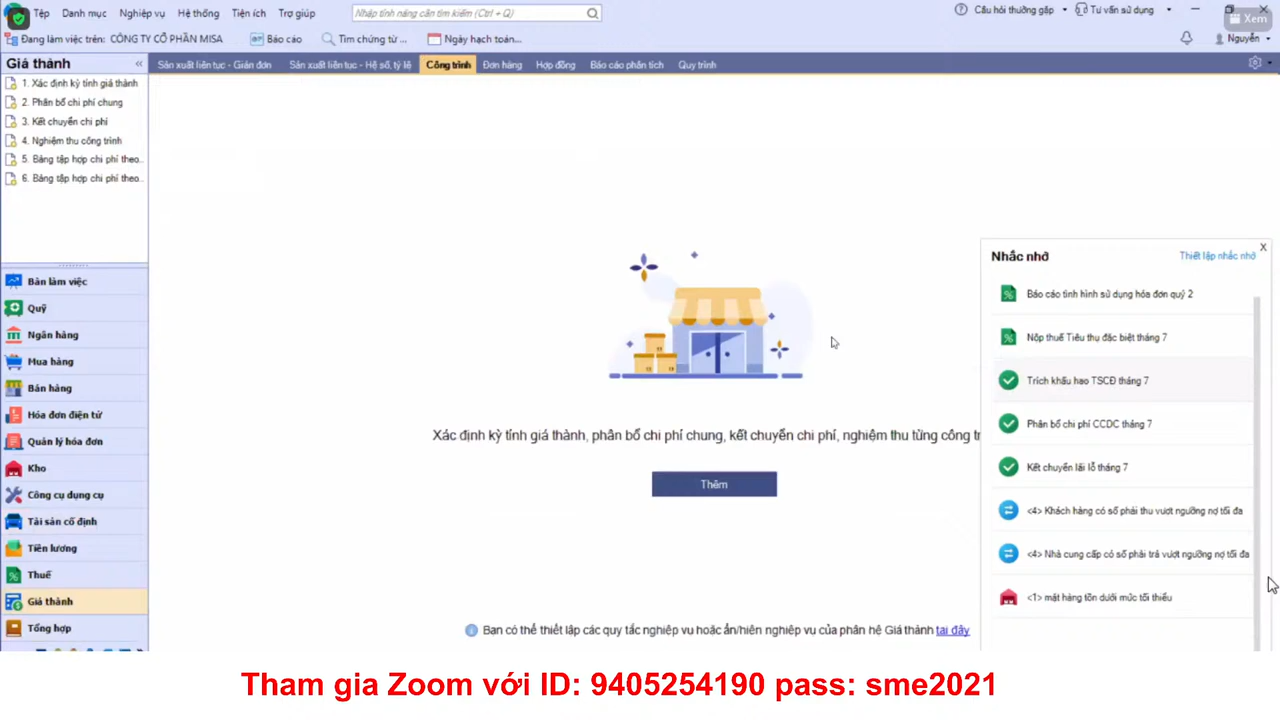 Tệp Danh mục Nghiệp vụ Hệ thống Tiện ích Trợ giúp
Nhập tính năng cần tìm kiếm (Ctrl + Q)
Câu hỏi thường gặp
Tư vấn sử dụng
Xem
Đang làm việc trên: CÔNG TY CỔ PHẦN MISA
Báo cáo
Tìm chứng từ ...
Ngày hạch toán...
Nguyễn
Giá thành
«
Sản xuất liên tục - Giản đơn
Sản xuất liên tục - Hệ số, tỷ lệ
Công trình
Đơn hàng
Hợp đồng
Báo cáo phân tích
Quy trình
1. Xác định kỳ tính giá thành
2. Phân bổ chi phí chung
3. Kết chuyển chi phí
4. Nghiệm thu công trình
5. Bảng tập hợp chi phí theo..
6. Bảng tập hợp chi phí theo..
Bàn làm việc
Quỹ
Ngân hàng
Mua hàng
Bán hàng
Hóa đơn điện tử
Quản lý hóa đơn
Kho
Công cụ dụng cụ
Tài sản cố định
Tiền lương
Thuế
Giá thành
Tổng hợp
Xác định kỳ tính giá thành, phân bổ chi phí chung, kết chuyển chi phí, nghiệm thu từng công tr
Thêm
Bạn có thể thiết lập các quy tắc nghiệp vụ hoặc ẩn/hiện nghiệp vụ của phân hệ Giá thành tại đây
Nhắc nhở
Thiết lập nhắc nhở
X
Báo cáo tình hình sử dụng hóa đơn quý 2
Nộp thuế Tiêu thụ đặc biệt tháng 7
Trích khấu hao TSCĐ tháng 7
Phân bổ chi phí CCDC tháng 7
Kết chuyển lãi lỗ tháng 7
<4> Khách hàng có số phải thu vượt ngưỡng nợ tối đa
<4> Nhà cung cấp có số phải trả vượt ngưỡng nợ tối đa
<1> mặt hàng tồn dưới mức tối thiểu
Tham gia Zoom với ID: 9405254190 pass: sme2021